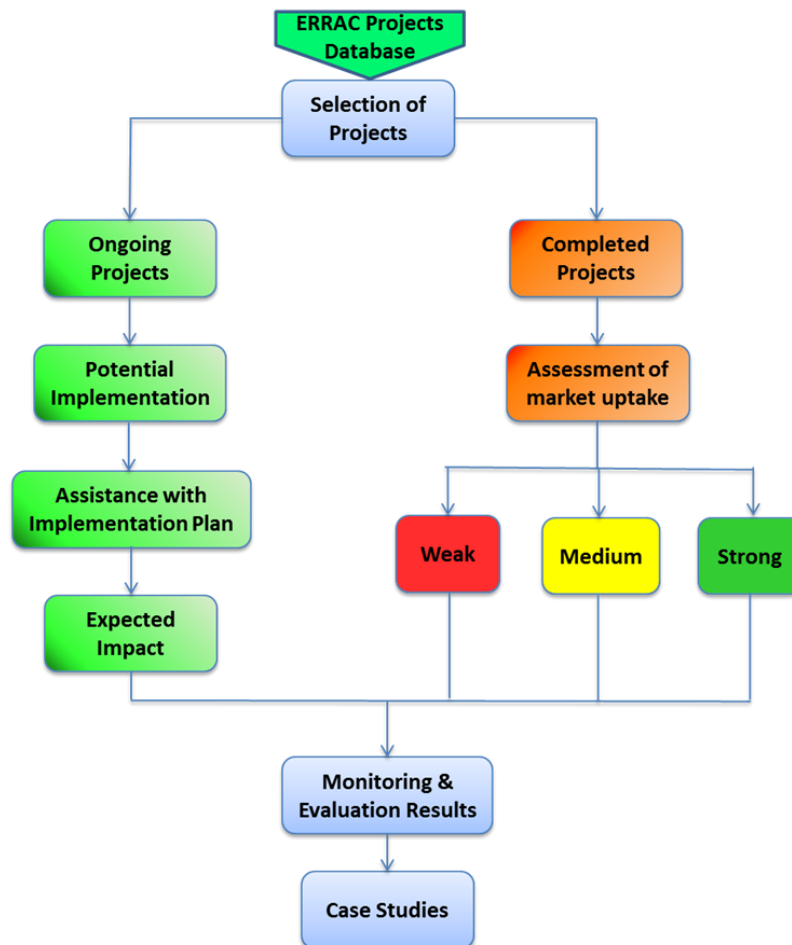 ERRAC Projects
Database
Selection of
Projects
Ongoing
Projects
Completed
Projects
Potential
Implementation
Assessment of
market uptake
Assistance with
Implementation Plan
Weak
Medium
Strong
Expected
Impact
Monitoring &
Evaluation Results
Case Studies